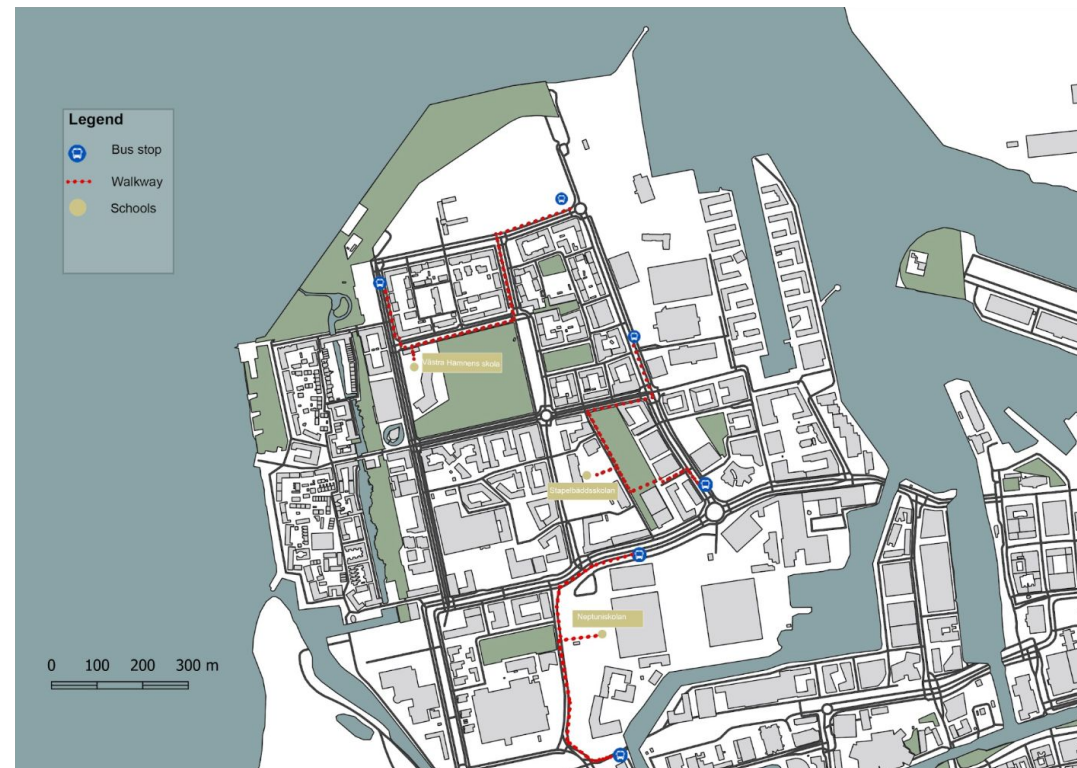 Legend
Bus stop
Walkway
Schools
Västra Hamnens skola
Stapelbäddsskolan
Neptuniskolan
0 100 200 300 m